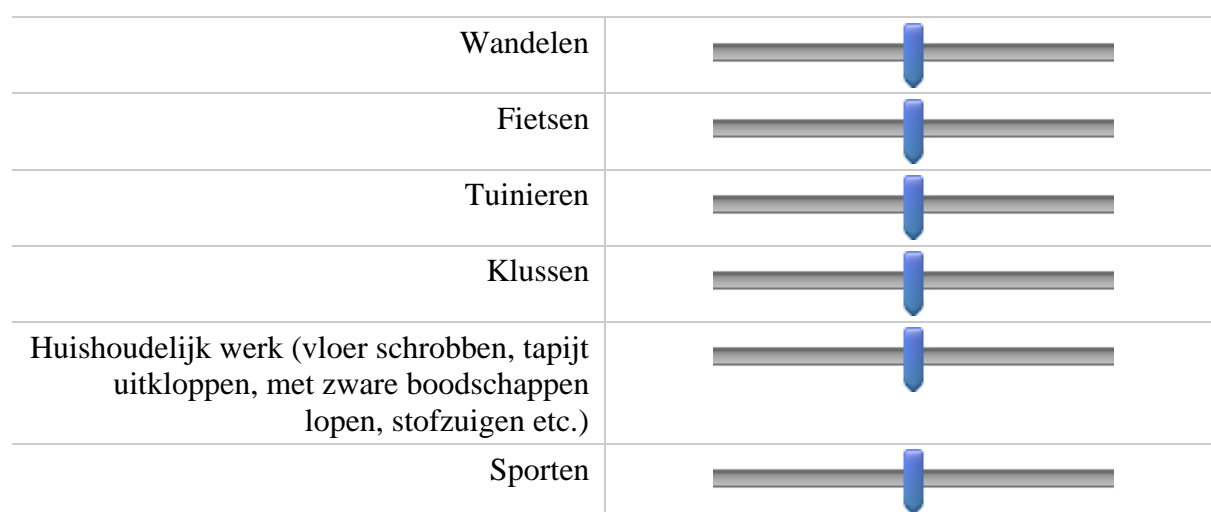 Wandelen
Fietsen
Tuinieren
Klussen
Huishoudelijk werk (vloer schrobben, tapijt
uitkloppen, met zware boodschappen
lopen, stofzuigen etc.)
Sporten